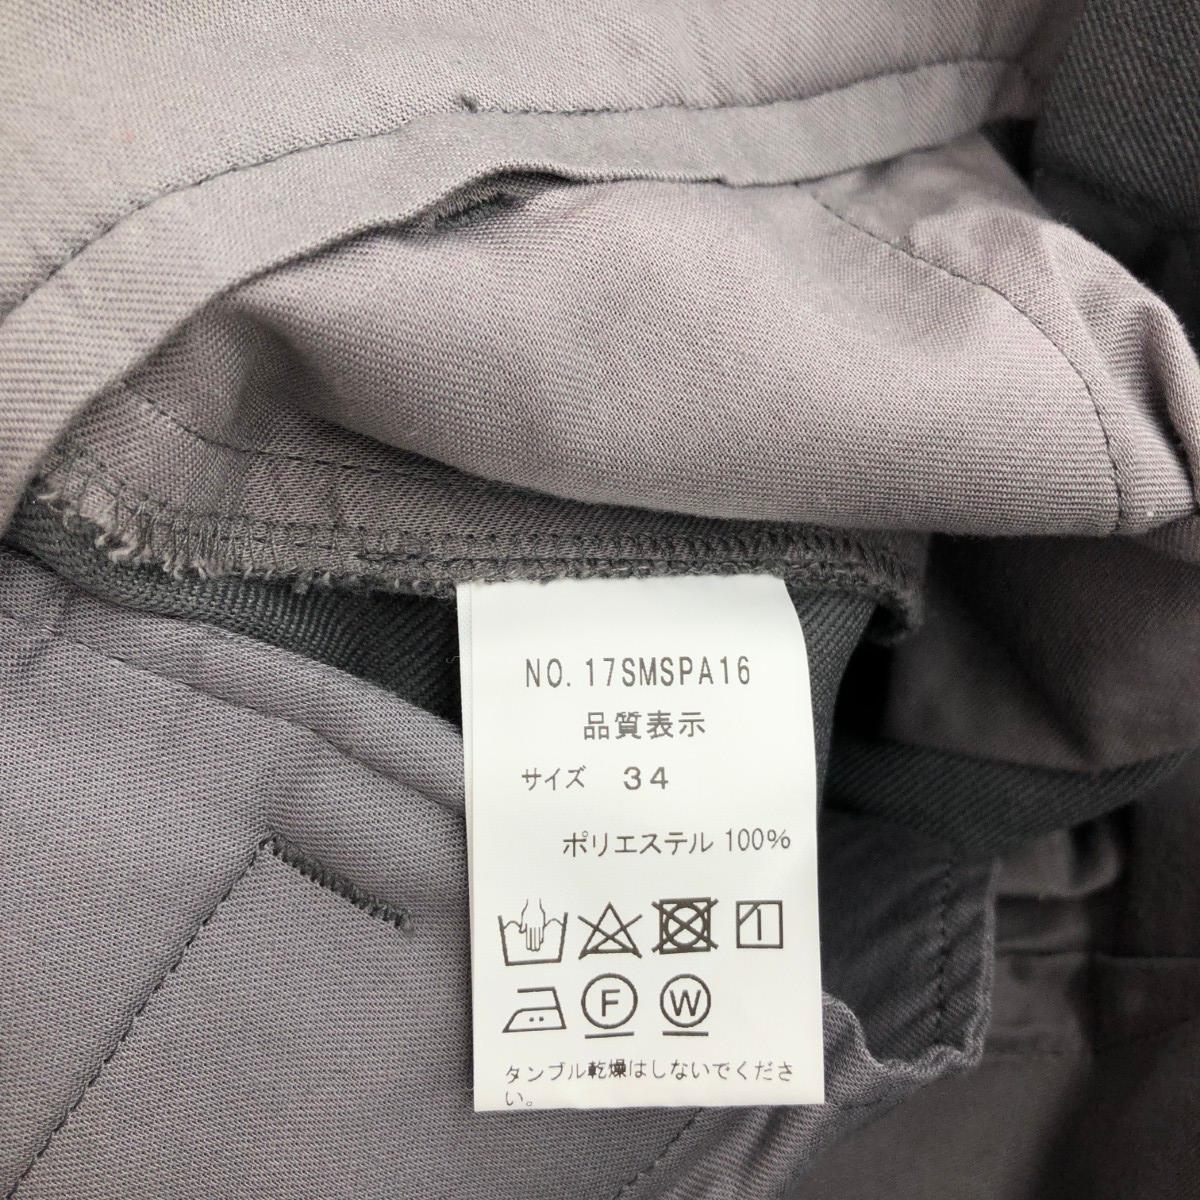 NO. 17SMSPA16
品質表示
サイズ 34
ポリエステル 100%
F W
タンブル乾燥はしないでくださ
い。